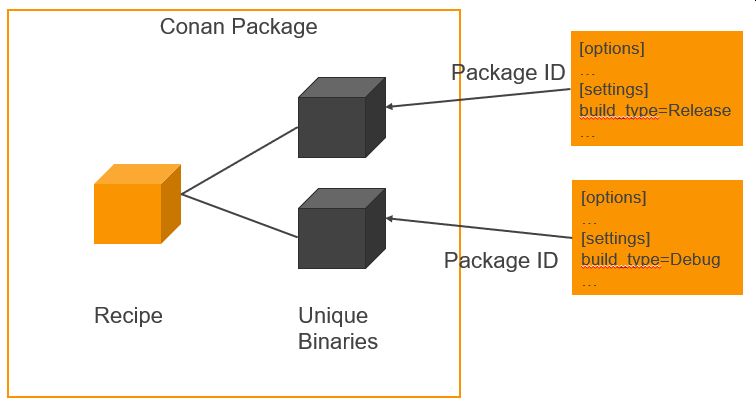 Conan Package
Package ID
[options]
…
[settings]
build_type=Release
…
Package ID
[options]
…
[settings]
build_type=Debug
…
Recipe
Unique
Binaries